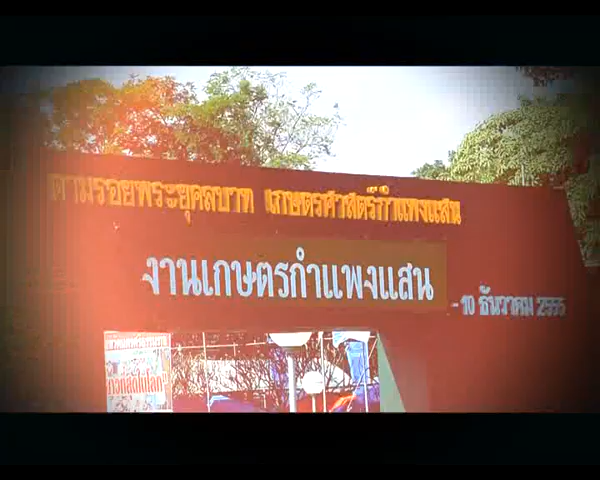 ตามรอยพระยุคลบาท เกษตรศาสตร์กำแพงแสน
งานเกษตรกำแพงแสน
- 10 ธันวาคม 2555